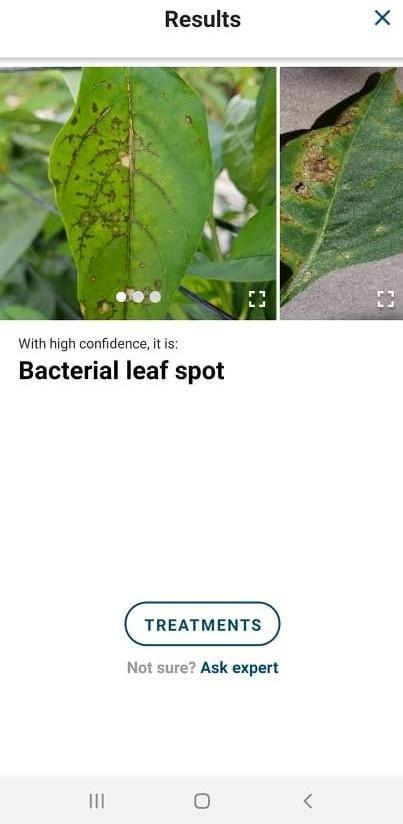 Results
With high confidence, it is:
Bacterial leaf spot
TREATMENTS
Not sure? Ask expert